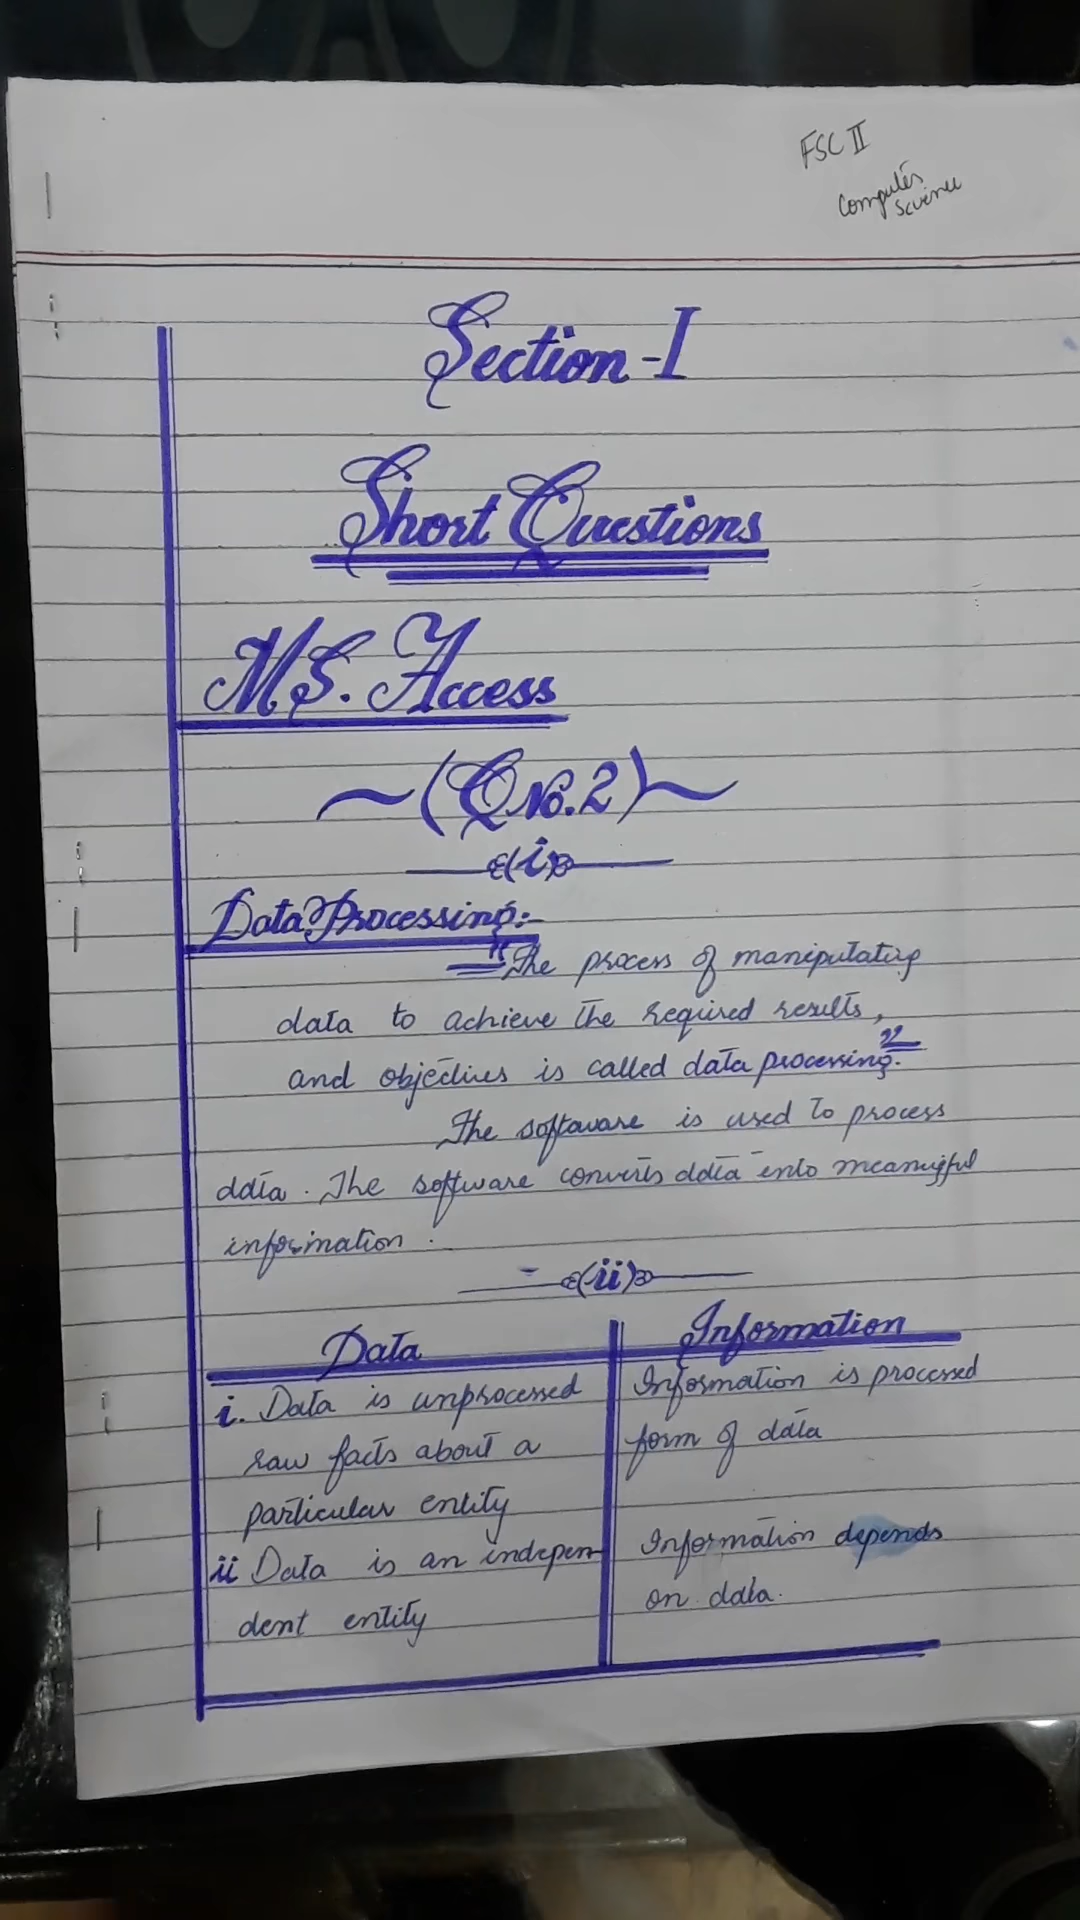 FSC II
Computer
Science
Section-I
Short Questions
MS. Access
(Q No.2)
(i)
Data Processing:-
"The process of manipulating
data to achieve the required results,
and objectives is called data processing."
The software is used to process
data. The software converts data into meaningful
information.
(ii)
Data
Information
i. Data is unprocessed
raw facts about a
particular entity
Information is processed
form of data
ii Data is an indepen-
dent entity
Information depends
on data.